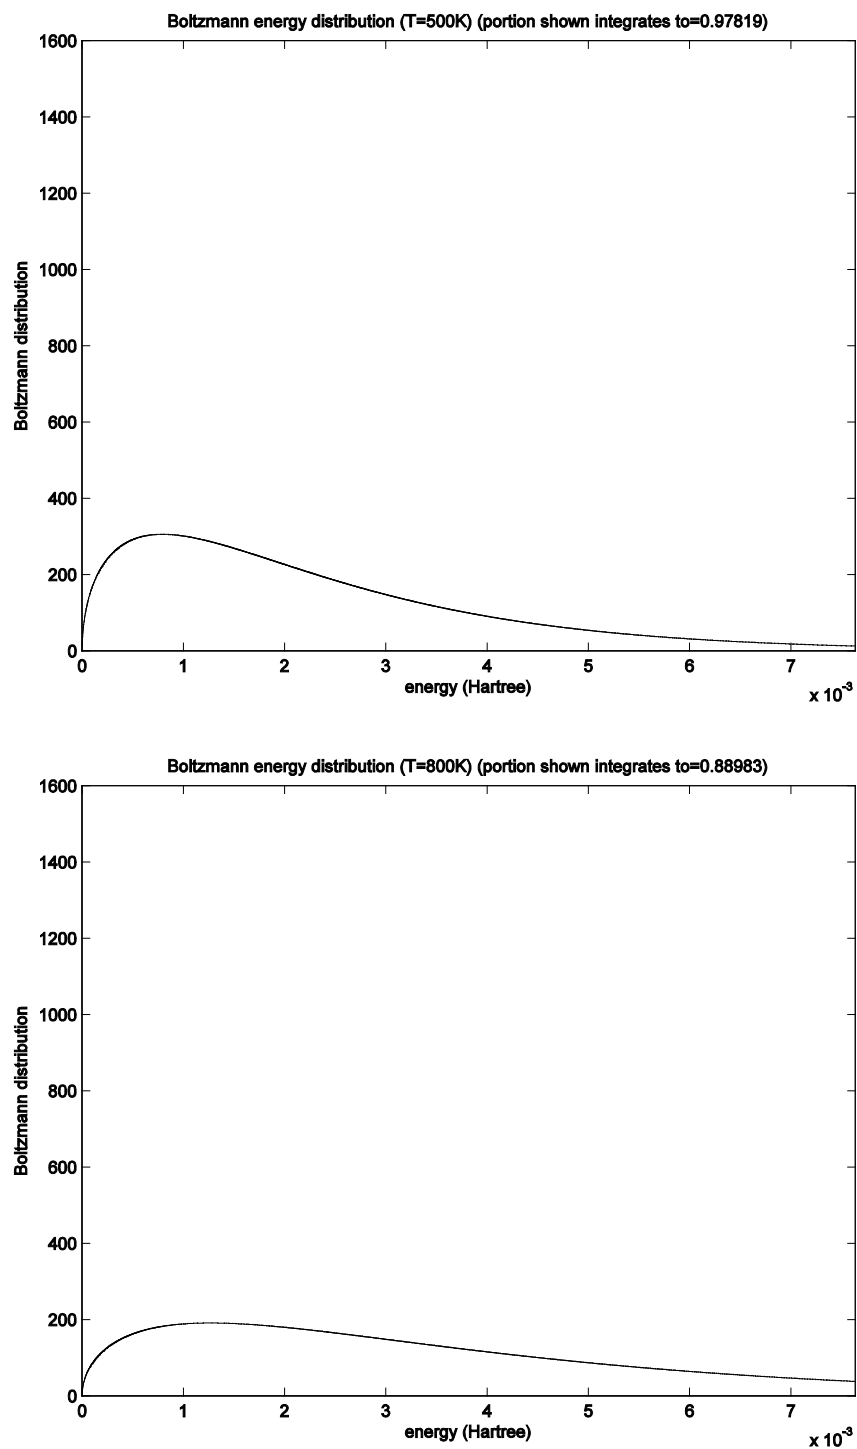 Boltzmann energy distribution (T=500K) (portion shown integrates to=0.97819)
1600
1400
1200
1000
800
600
400
200
0
Boltzmann distribution
0 1 2 3 4 5 6 7
energy (Hartree)
x 10-3
Boltzmann energy distribution (T=800K) (portion shown integrates to=0.88983)
1600
1400
1200
1000
800
600
400
200
0
Boltzmann distribution
0 1 2 3 4 5 6 7
energy (Hartree)
x 10-3